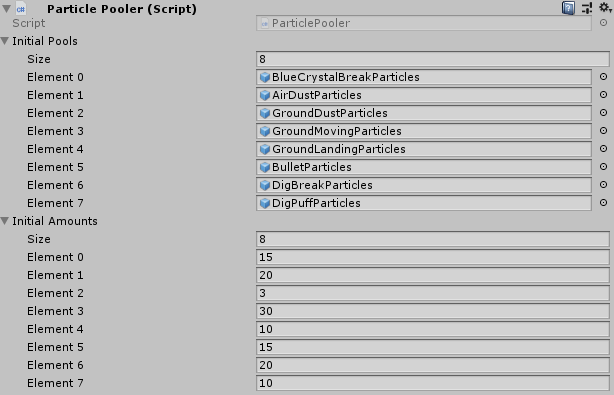 Particle Pooler (Script)
Script ParticlePooler
Initial Pools
Size 8
Element 0 BlueCrystalBreakParticles
Element 1 AirDustParticles
Element 2 GroundDustParticles
Element 3 GroundMovingParticles
Element 4 GroundLandingParticles
Element 5 BulletParticles
Element 6 DigBreakParticles
Element 7 DigPuffParticles
Initial Amounts
Size 8
Element 0 15
Element 1 20
Element 2 3
Element 3 30
Element 4 10
Element 5 15
Element 6 20
Element 7 10